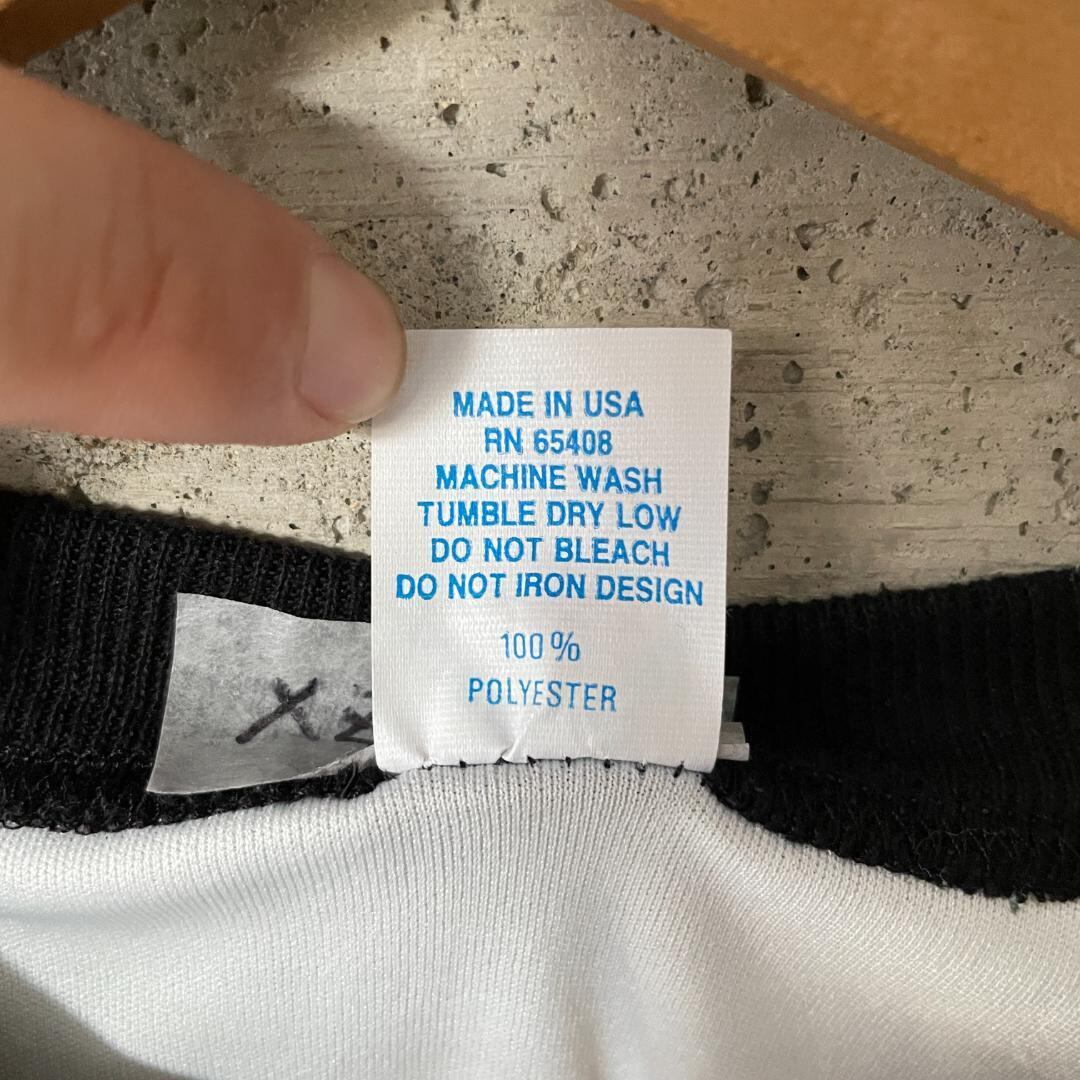 MADE IN USA
RN 65408
MACHINE WASH
TUMBLE DRY LOW
DO NOT BLEACH
DO NOT IRON DESIGN
100%
POLYESTER
X